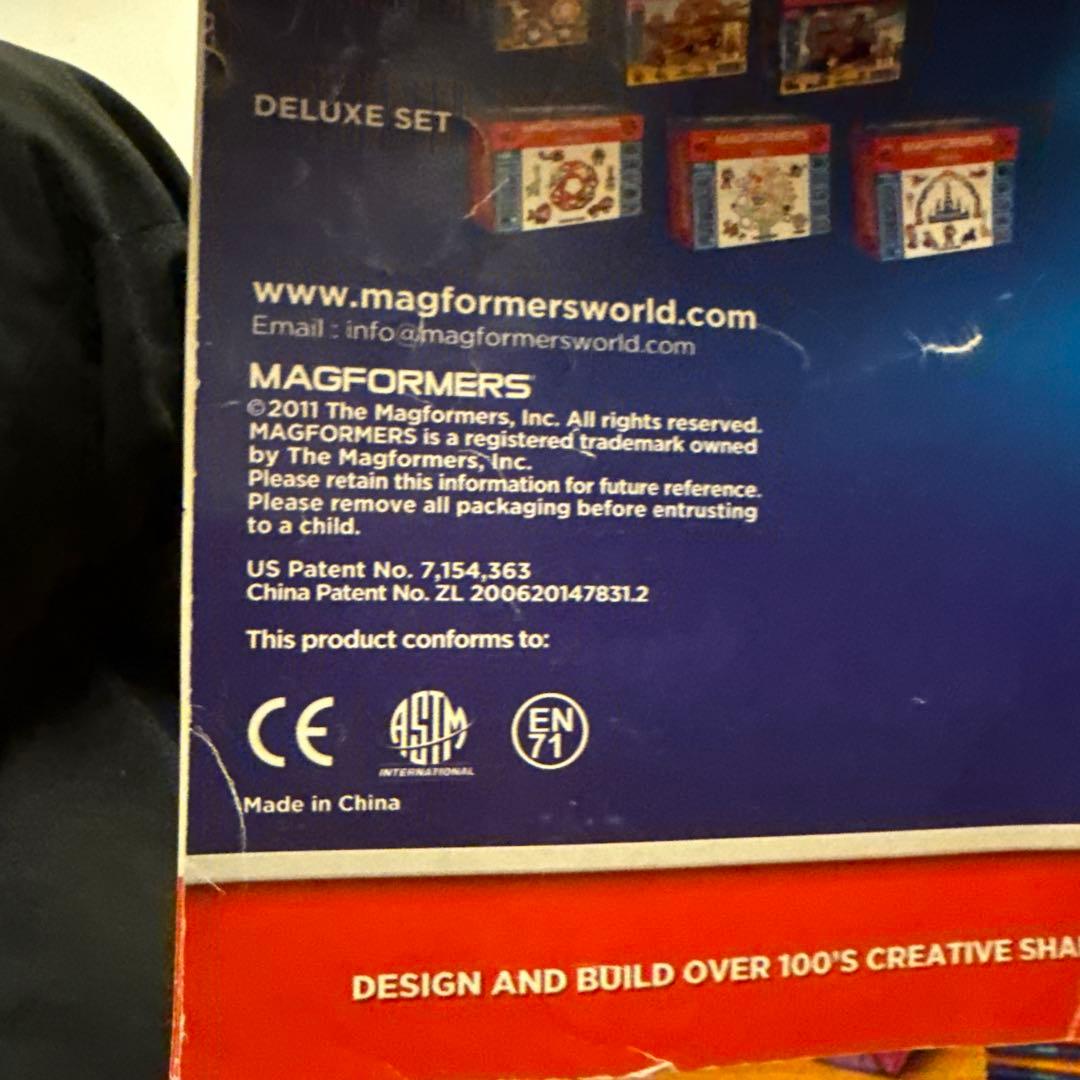 DELUXE SET
www.magformersworld.com
Email : info@magformersworld.com
MAGFORMERS
©2011 The Magformers, Inc. All rights reserved.
MAGFORMERS is a registered trademark owned
by The Magformers, Inc.
Please retain this information for future reference.
Please remove all packaging before entrusting
to a child.
US Patent No. 7,154,363
China Patent No. ZL 200620147831.2
This product conforms to:
CE ASTM EN
INTERNATIONAL 71
Made in China
DESIGN AND BUILD OVER 100'S CREATIVE SHA